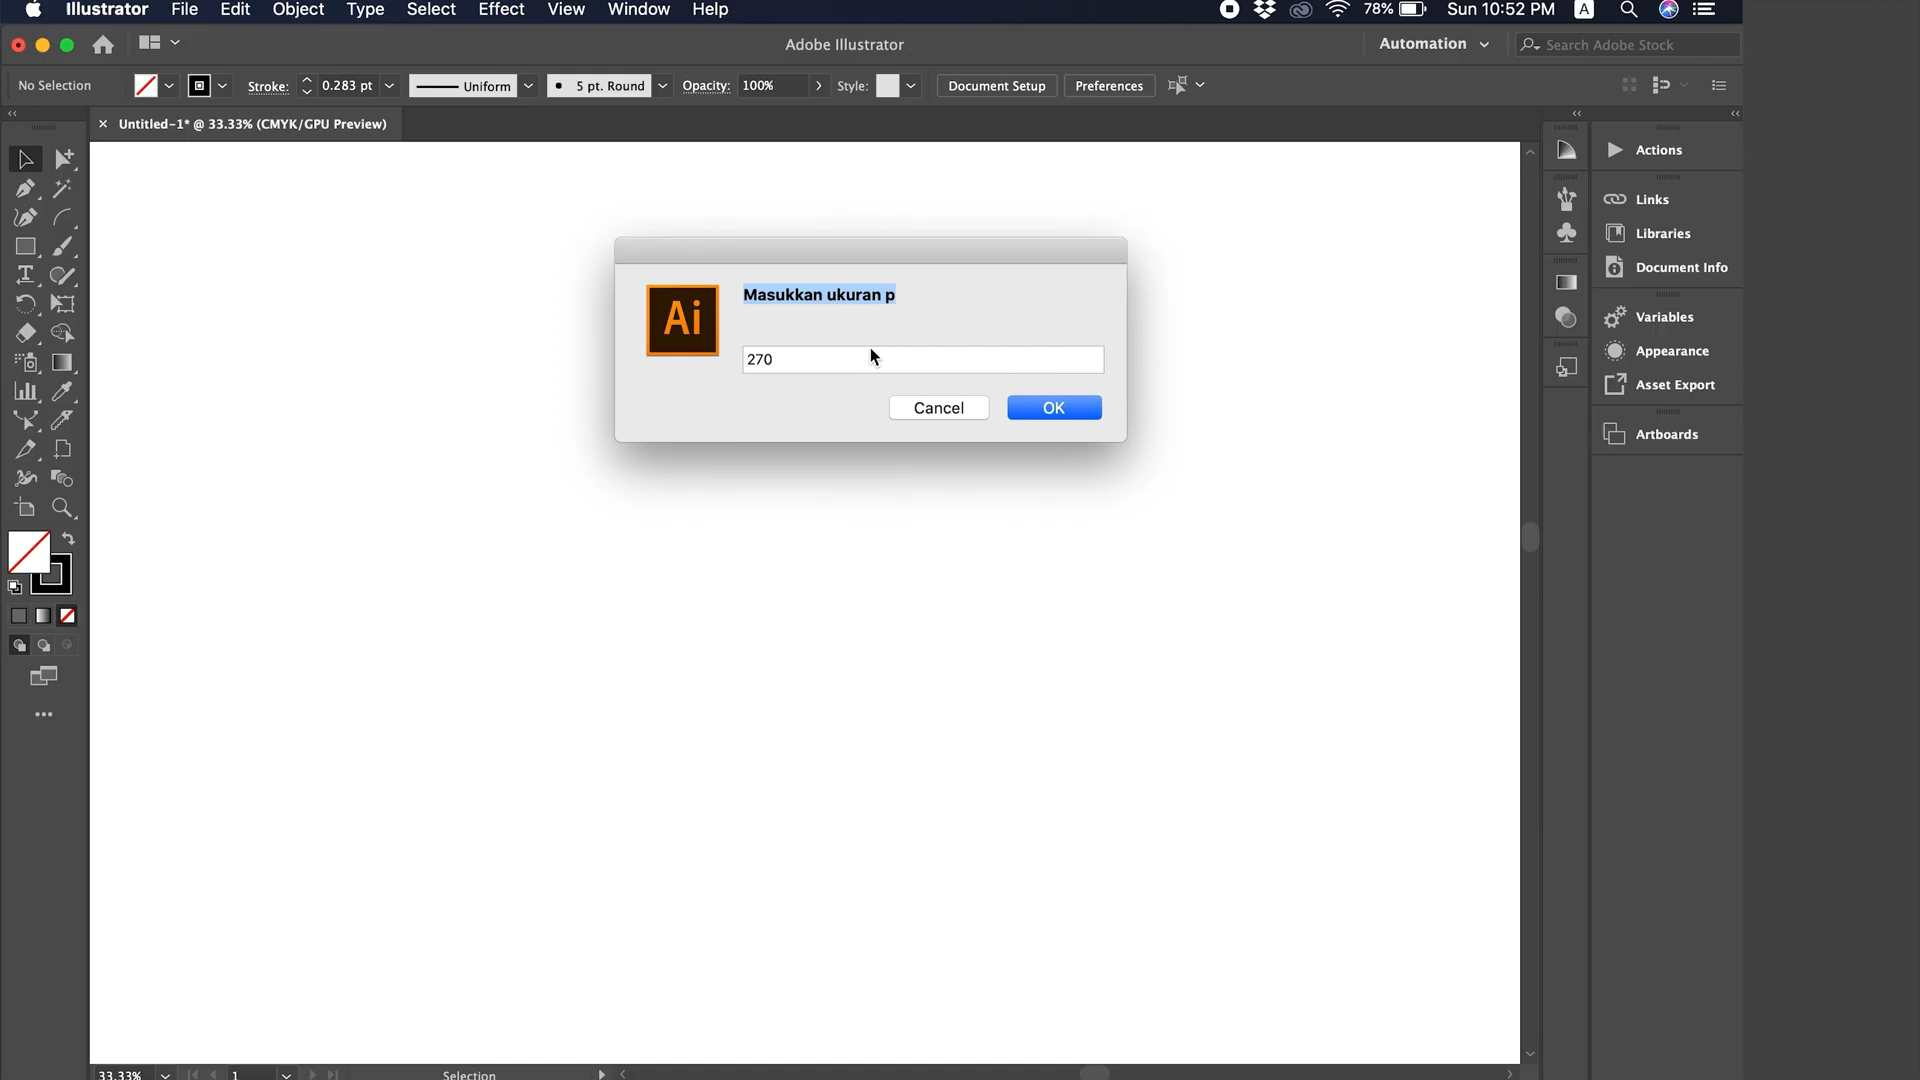 Illustrator File Edit Object Type Select Effect View Window Help 78% Sun 10:52 PM A
Adobe Illustrator Automation Search Adobe Stock
No Selection Stroke: 0.283 pt Uniform 5 pt. Round Opacity: 100% Style: Document Setup Preferences
Untitled-1* @ 33.33% (CMYK/GPU Preview)
Actions
Links
Libraries
Document Info
Variables
Appearance
Asset Export
Artboards
Ai
Masukkan ukuran p
270
Cancel OK
33.33% 1 Selection